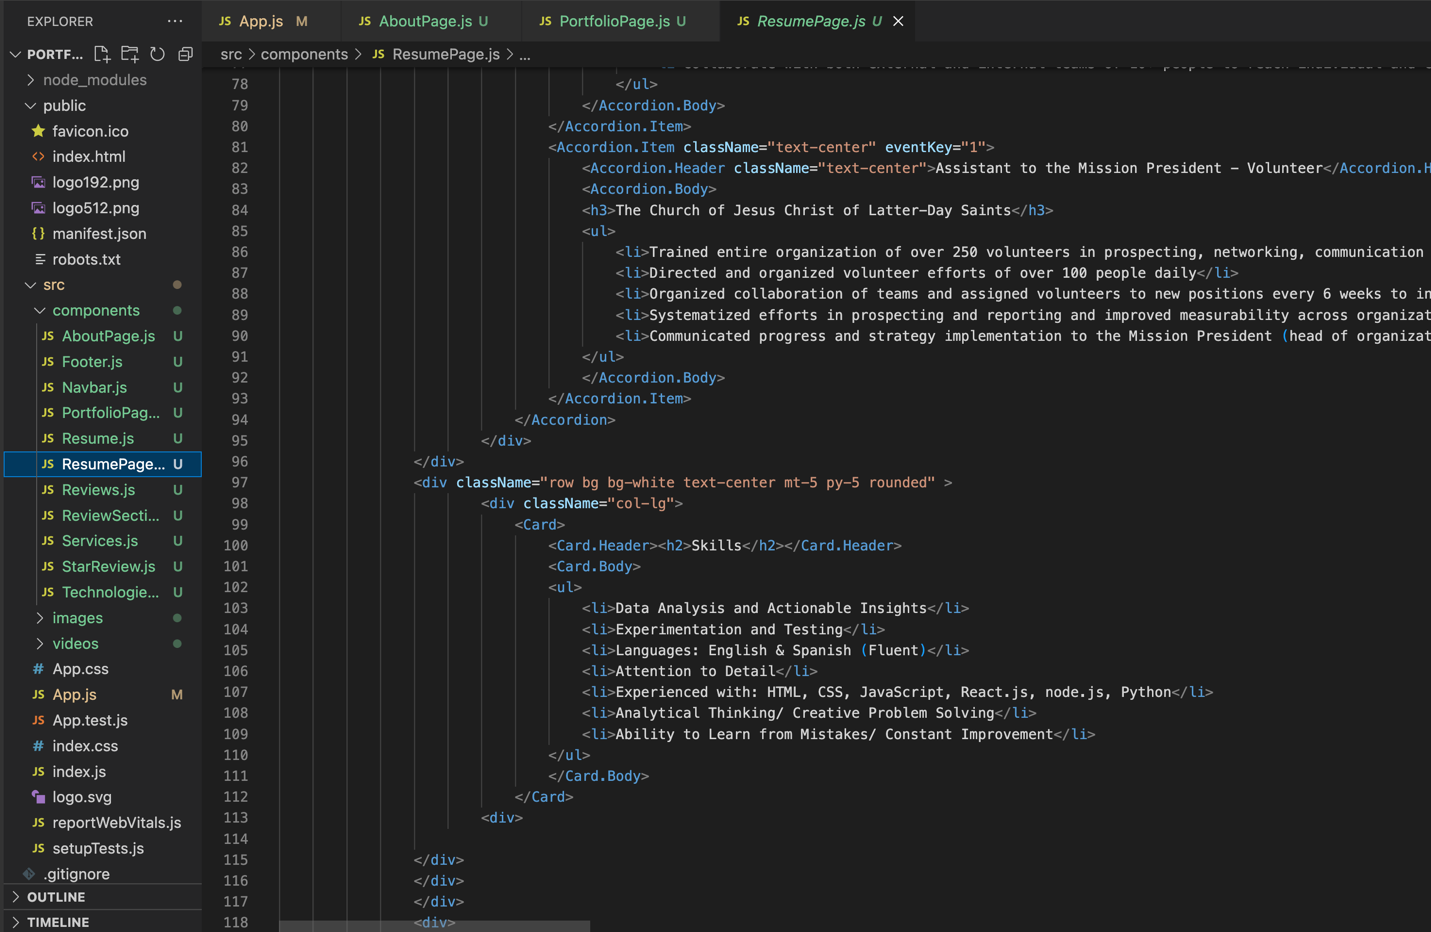 EXPLORER ...
JS App.js M
JS AboutPage.js U
JS PortfolioPage.js U
JS ResumePage.js U
PORTF...
src > components > JS ResumePage.js > ...
node_modules
public
favicon.ico
index.html
logo192.png
logo512.png
manifest.json
robots.txt
src
components
JS AboutPage.js U
JS Footer.js U
JS Navbar.js U
JS PortfolioPag... U
JS Resume.js U
JS ResumePage... U
JS Reviews.js U
JS ReviewSecti... U
JS Services.js U
JS StarReview.js U
JS Technologie... U
images
videos
# App.css
JS App.js M
JS App.test.js
# index.css
JS index.js
logo.svg
JS reportWebVitals.js
JS setupTests.js
.gitignore
OUTLINE
TIMELINE
78 </ul>
79 </Accordion.Body>
80 </Accordion.Item>
81 <Accordion.Item className="text-center" eventKey="1">
82 <Accordion.Header className="text-center">Assistant to the Mission President - Volunteer</Accordion.H
83 <Accordion.Body>
84 <h3>The Church of Jesus Christ of Latter-Day Saints</h3>
85 <ul>
86 <li>Trained entire organization of over 250 volunteers in prospecting, networking, communication
87 <li>Directed and organized volunteer efforts of over 100 people daily</li>
88 <li>Organized collaboration of teams and assigned volunteers to new positions every 6 weeks to in
89 <li>Systematized efforts in prospecting and reporting and improved measurability across organizat
90 <li>Communicated progress and strategy implementation to the Mission President (head of organizat
91 </ul>
92 </Accordion.Body>
93 </Accordion.Item>
94 </Accordion>
95 </div>
96 </div>
97 <div className="row bg bg-white text-center mt-5 py-5 rounded" >
98 <div className="col-lg">
99 <Card>
100 <Card.Header><h2>Skills</h2></Card.Header>
101 <Card.Body>
102 <ul>
103 <li>Data Analysis and Actionable Insights</li>
104 <li>Experimentation and Testing</li>
105 <li>Languages: English & Spanish (Fluent)</li>
106 <li>Attention to Detail</li>
107 <li>Experienced with: HTML, CSS, JavaScript, React.js, node.js, Python</li>
108 <li>Analytical Thinking/ Creative Problem Solving</li>
109 <li>Ability to Learn from Mistakes/ Constant Improvement</li>
110 </ul>
111 </Card.Body>
112 </Card>
113 <div>
114
115 </div>
116 </div>
117 </div>
118 <div>